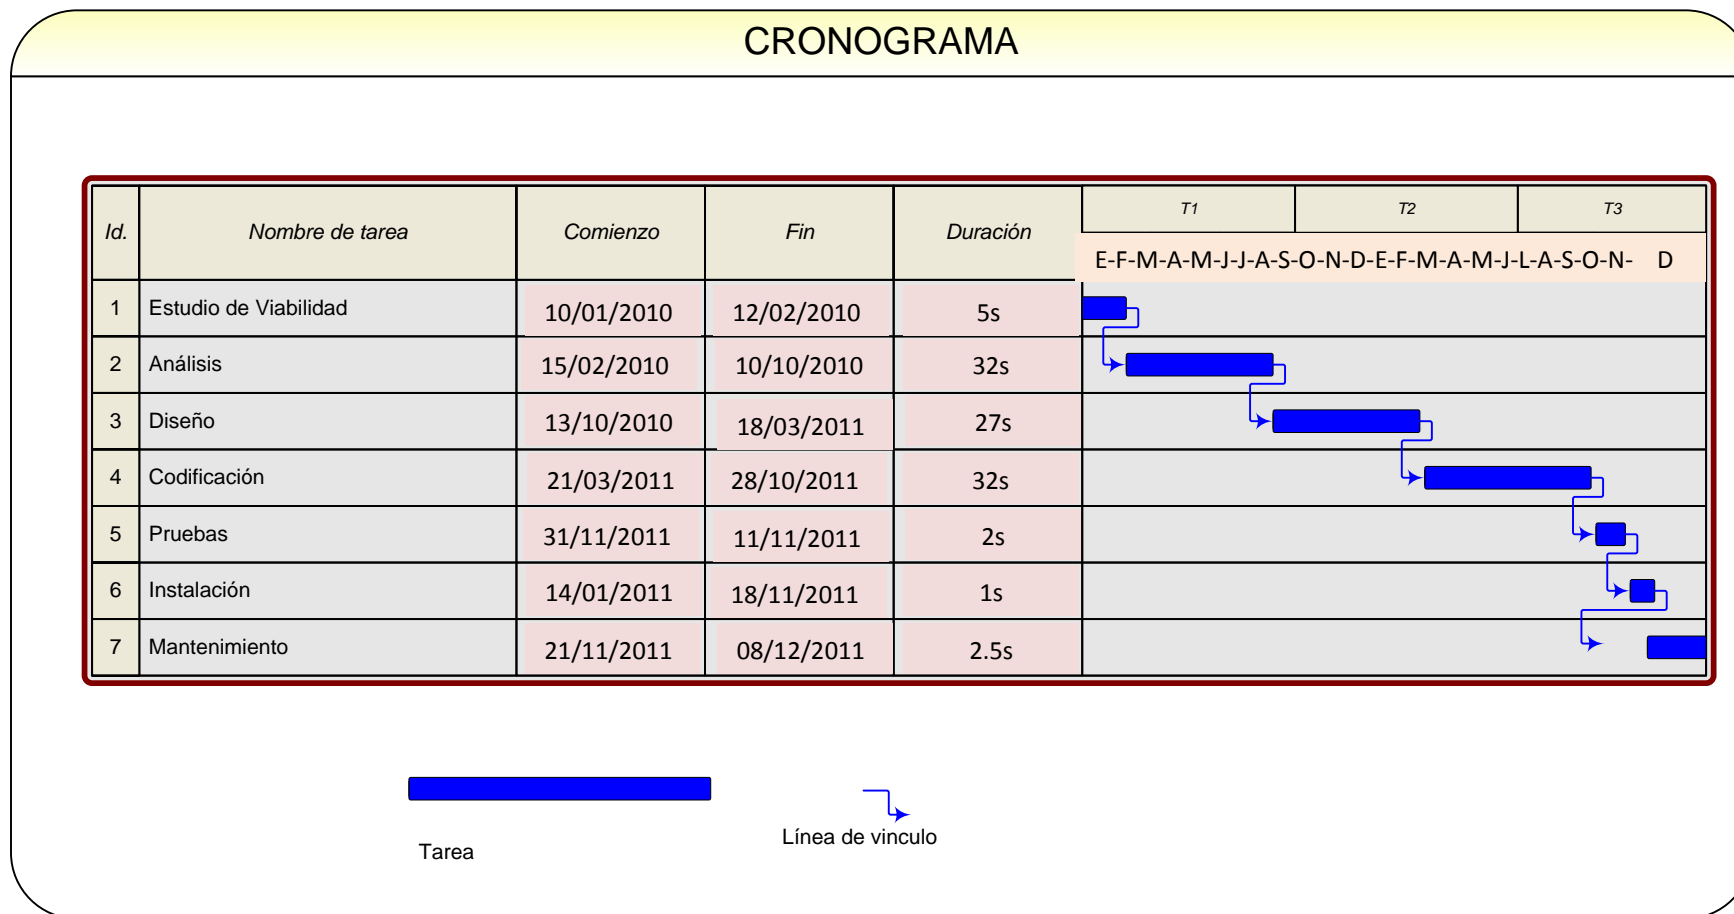 CRONOGRAMA
Id. Nombre de tarea Comienzo Fin Duración T1 T2 T3
E-F-M-A-M-J-J-A-S-O-N-D-E-F-M-A-M-J-L-A-S-O-N- D
1 Estudio de Viabilidad 10/01/2010 12/02/2010 5s
2 Análisis 15/02/2010 10/10/2010 32s
3 Diseño 13/10/2010 18/03/2011 27s
4 Codificación 21/03/2011 28/10/2011 32s
5 Pruebas 31/11/2011 11/11/2011 2s
6 Instalación 14/01/2011 18/11/2011 1s
7 Mantenimiento 21/11/2011 08/12/2011 2.5s
Tarea
Línea de vinculo